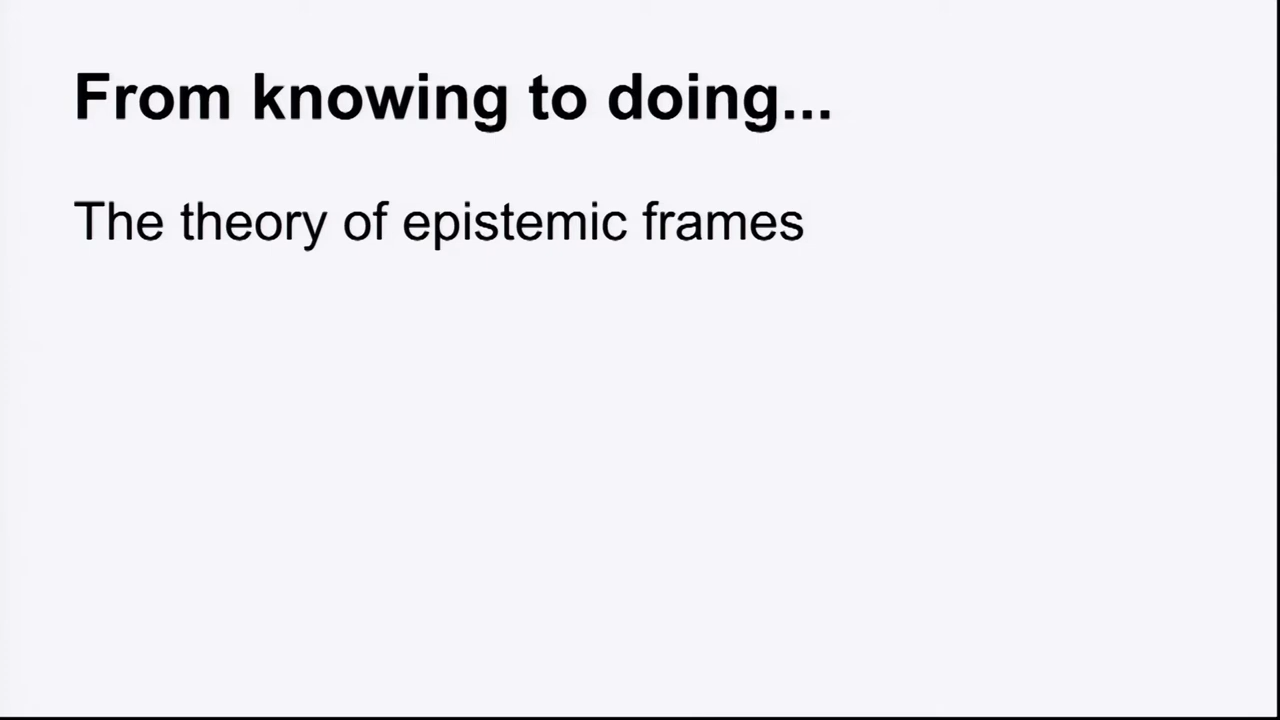 From knowing to doing...
The theory of epistemic frames